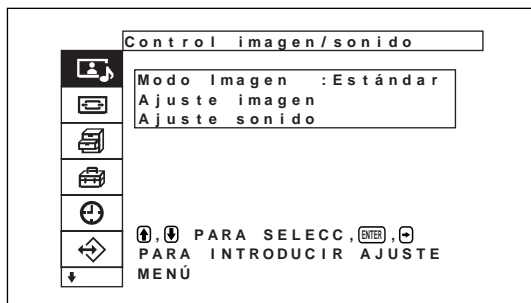 Control imagen/sonido
Modo Imagen :Estándar
Ajuste imagen
Ajuste sonido
, PARA SELECC, ENTER ,
PARA INTRODUCIR AJUSTE
MENÚ